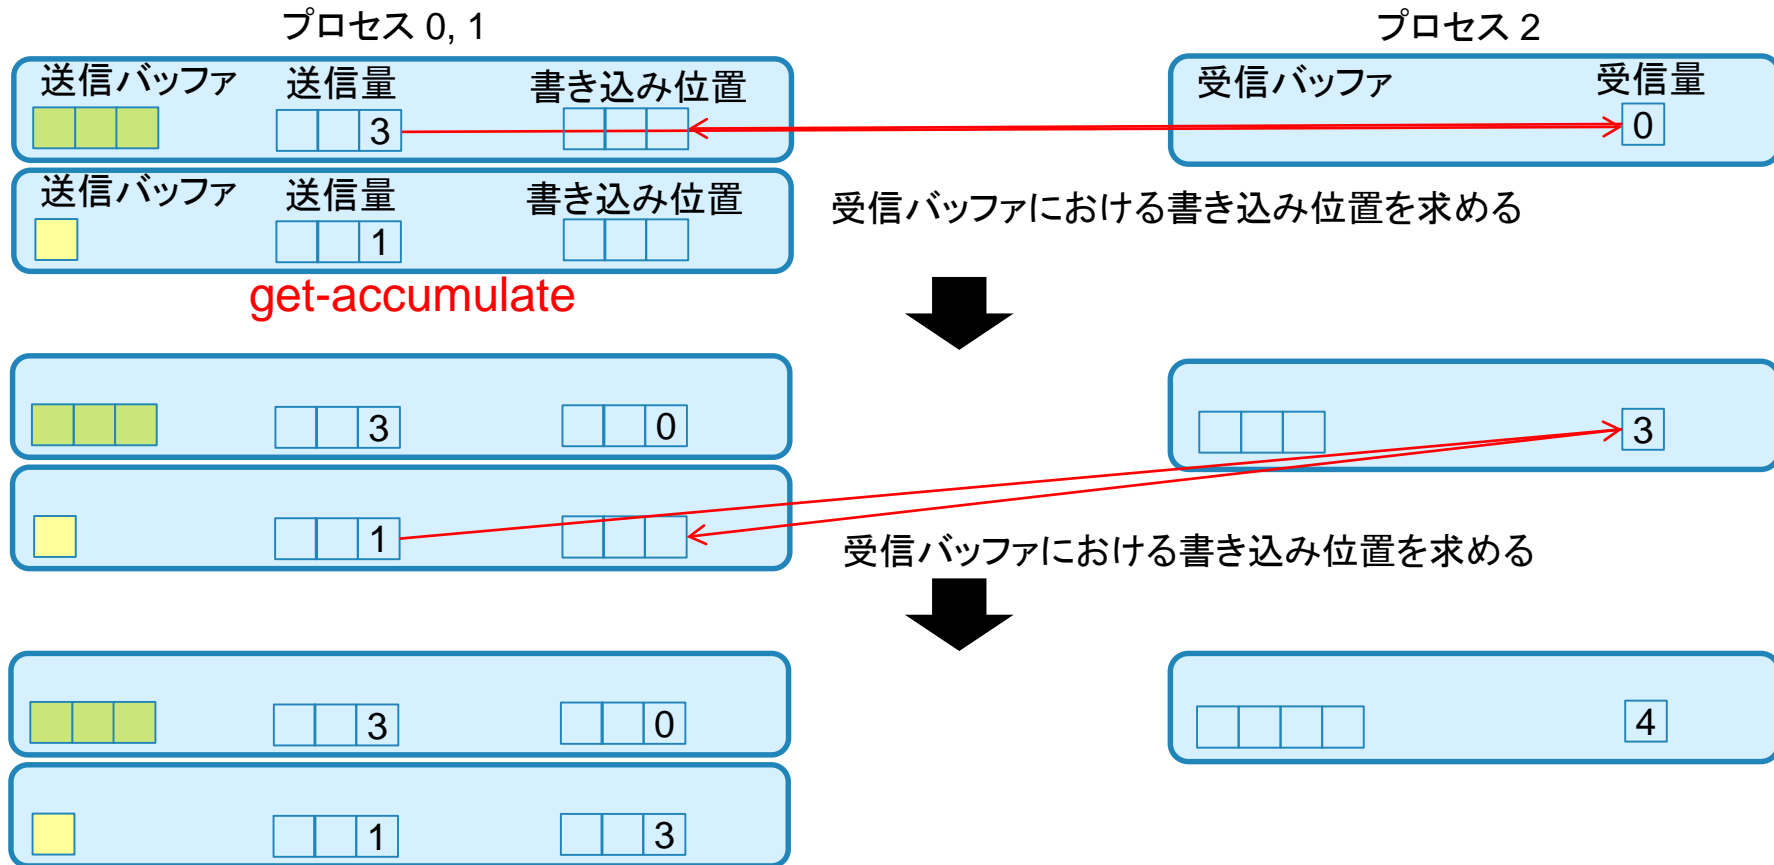 プロセス 0, 1
プロセス 2
送信バッファ 送信量 書き込み位置
3
受信バッファ 受信量
0
送信バッファ 送信量 書き込み位置
1
受信バッファにおける書き込み位置を求める
get-accumulate
3 0
3
1
受信バッファにおける書き込み位置を求める
3 0
4
1 3